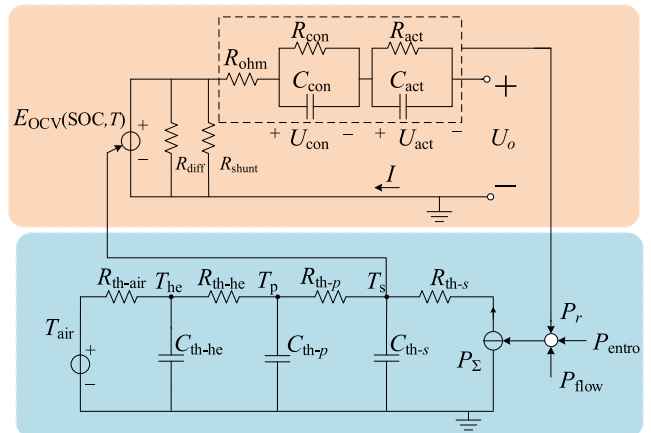 R_con R_act
R_ohm
C_con C_act
E_OCV(SOC,T) +
−
+ U_con − + U_act −
+
U_o
−
R_diff R_shunt
I
R_th-air T_he R_th-he T_p R_th-p T_s R_th-s
T_air
+
−
C_th-he C_th-p C_th-s
P_Σ
P_r
P_entro
P_flow